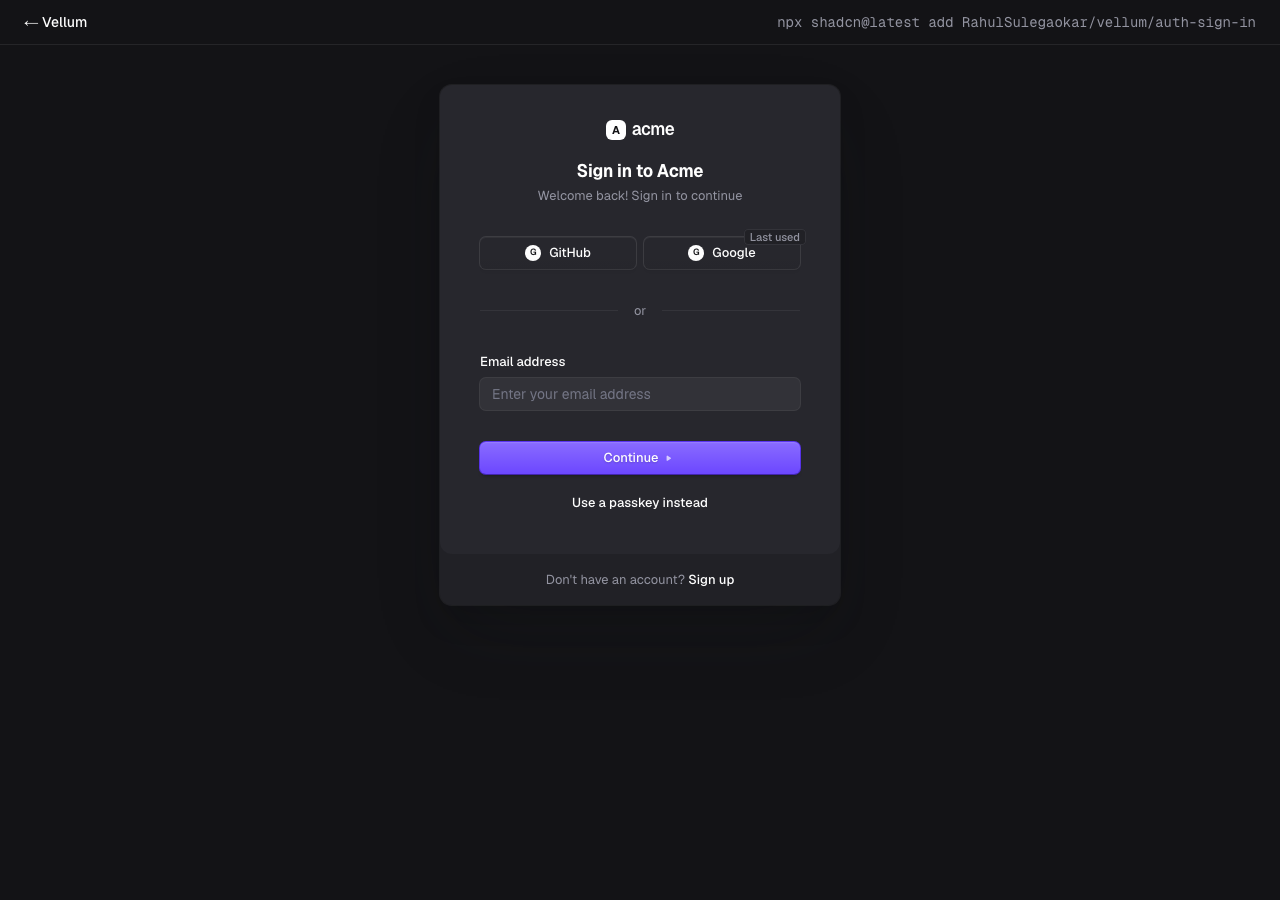 ← Vellum
npx shadcn@latest add RahulSulegaokar/vellum/auth-sign-in
A acme
Sign in to Acme
Welcome back! Sign in to continue
Last used
G GitHub
G Google
or
Email address
Enter your email address
Continue
Use a passkey instead
Don't have an account? Sign up